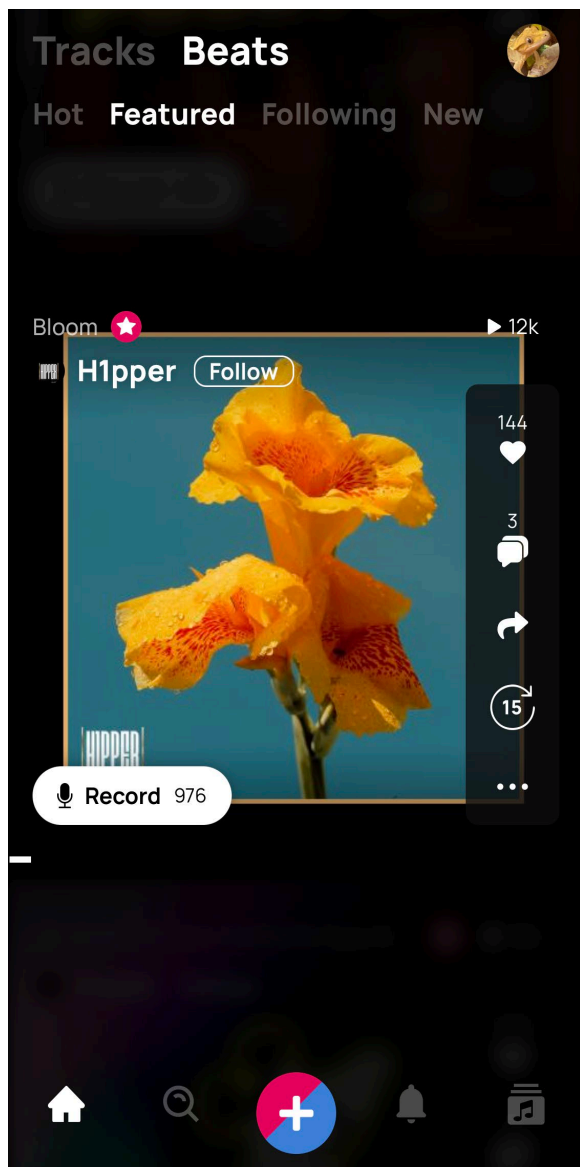 Tracks Beats
Hot Featured Following New
Bloom 12k
H1pper Follow
144
3
15
HIPPER
Record 976